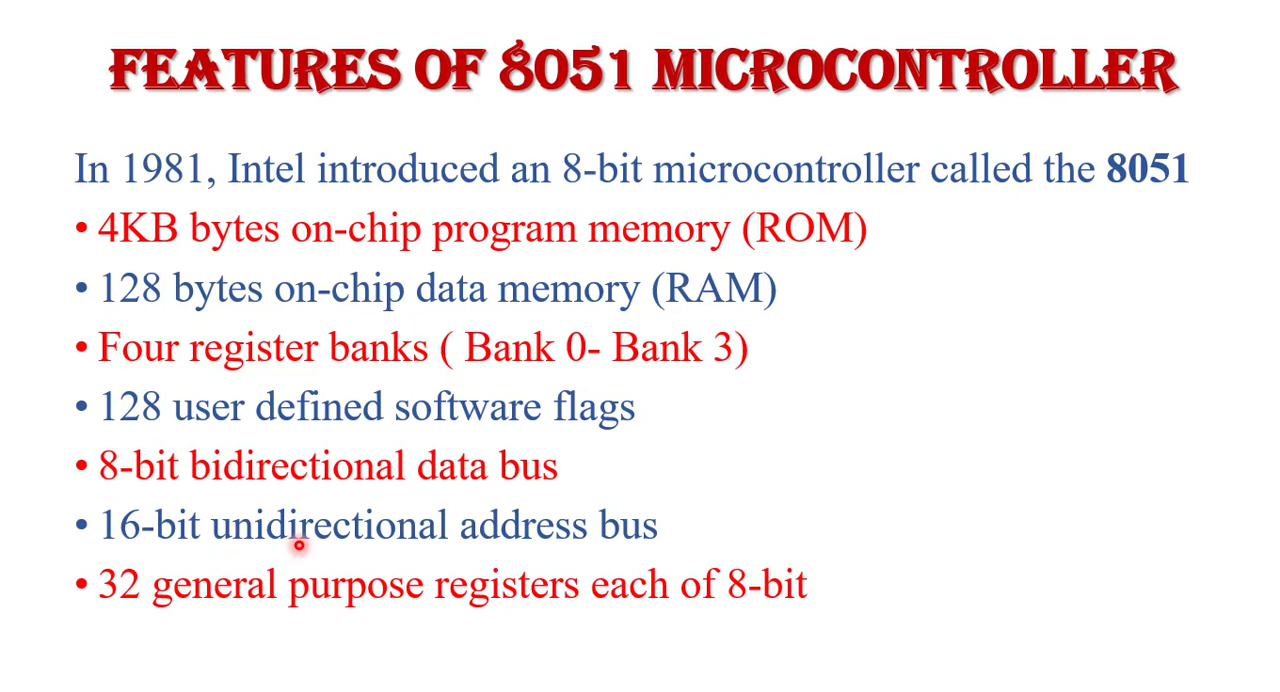 FEATURES OF 8051 MICROCONTROLLER
In 1981, Intel introduced an 8-bit microcontroller called the 8051
• 4KB bytes on-chip program memory (ROM)
• 128 bytes on-chip data memory (RAM)
• Four register banks ( Bank 0- Bank 3)
• 128 user defined software flags
• 8-bit bidirectional data bus
• 16-bit unidirectional address bus
• 32 general purpose registers each of 8-bit